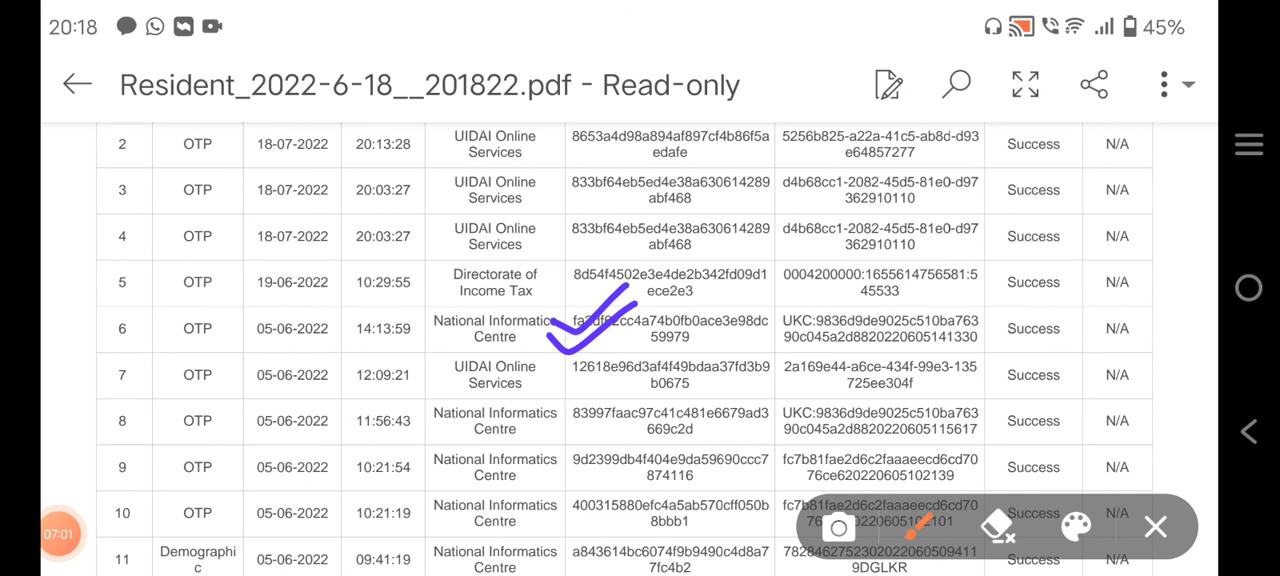 20:18 45%
Resident_2022-6-18__201822.pdf - Read-only
2 OTP 18-07-2022 20:13:28 UIDAI Online Services 8653a4d98a894af897cf4b86f5aedafe 5256b825-a22a-41c5-ab8d-d93e64857277 Success N/A
3 OTP 18-07-2022 20:03:27 UIDAI Online Services 833bf64eb5ed4e38a630614289abf468 d4b68cc1-2082-45d5-81e0-d97362910110 Success N/A
4 OTP 18-07-2022 20:03:27 UIDAI Online Services 833bf64eb5ed4e38a630614289abf468 d4b68cc1-2082-45d5-81e0-d97362910110 Success N/A
5 OTP 19-06-2022 10:29:55 Directorate of Income Tax 8d54f4502e3e4de2b342fd09d1ece2e3 0004200000:1655614756581:545533 Success N/A
6 OTP 05-06-2022 14:13:59 National Informatics Centre 59979 UKC:9836d9de9025c510ba76390c045a2d8820220605141330 Success N/A
7 OTP 05-06-2022 12:09:21 UIDAI Online Services 12618e96d3af4f49bdaa37fd3b9b0675 2a169e44-a6ce-434f-99e3-135725ee304f Success N/A
8 OTP 05-06-2022 11:56:43 National Informatics Centre 83997faac97c41c481e6679ad3669c2d UKC:9836d9de9025c510ba76390c045a2d8820220605115617 Success N/A
9 OTP 05-06-2022 10:21:54 National Informatics Centre 9d2399db4f404e9da59690ccc7874116 fc7b81fae2d6c2faaaeecd6cd7076ce620220605102139 Success N/A
10 OTP 05-06-2022 10:21:19 National Informatics Centre 400315880efc4a5ab570cff050b8bbb1 N/A
11 Demographic 05-06-2022 09:41:19 National Informatics Centre a843614bc6074f9b9490c4d8a77fc4b2 78284627523020220605094119DGLKR Success N/A
07:01